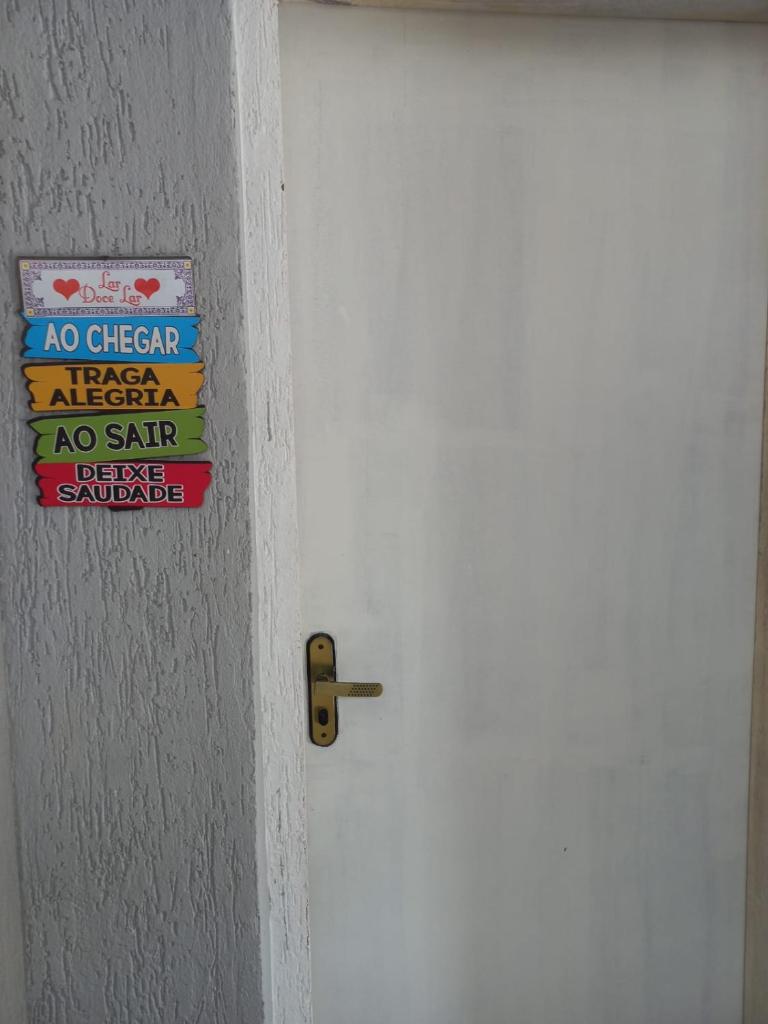 Lar
Doce Lar
AO CHEGAR
TRAGA
ALEGRIA
AO SAIR
DEIXE
SAUDADE